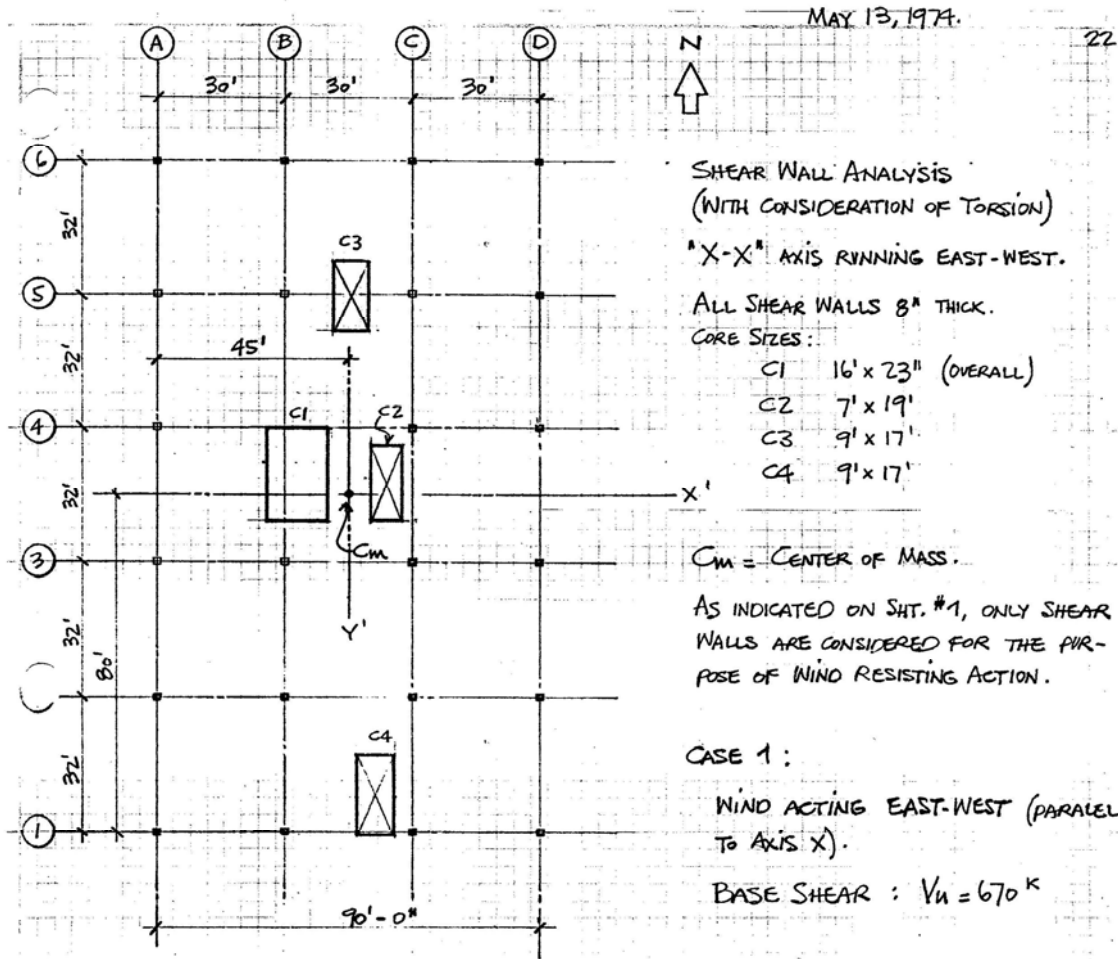 MAY 13, 1974.
22
A B C D
N
30' 30' 30'
6
32'
5
32'
4
32'
3
32'
32'
1
C3
45'
C1
C2
X'
Cm
Y'
80'
C4
90'-0"
SHEAR WALL ANALYSIS
(WITH CONSIDERATION OF TORSION)
"X-X" AXIS RUNNING EAST-WEST.
ALL SHEAR WALLS 8" THICK.
CORE SIZES:
C1 16' x 23" (OVERALL)
C2 7' x 19'
C3 9' x 17'
C4 9' x 17'
Cm = CENTER OF MASS.
AS INDICATED ON SHT. #1, ONLY SHEAR
WALLS ARE CONSIDERED FOR THE PUR-
POSE OF WIND RESISTING ACTION.
CASE 1:
WIND ACTING EAST-WEST (PARALEL
TO AXIS X).
BASE SHEAR : Vu = 670 K